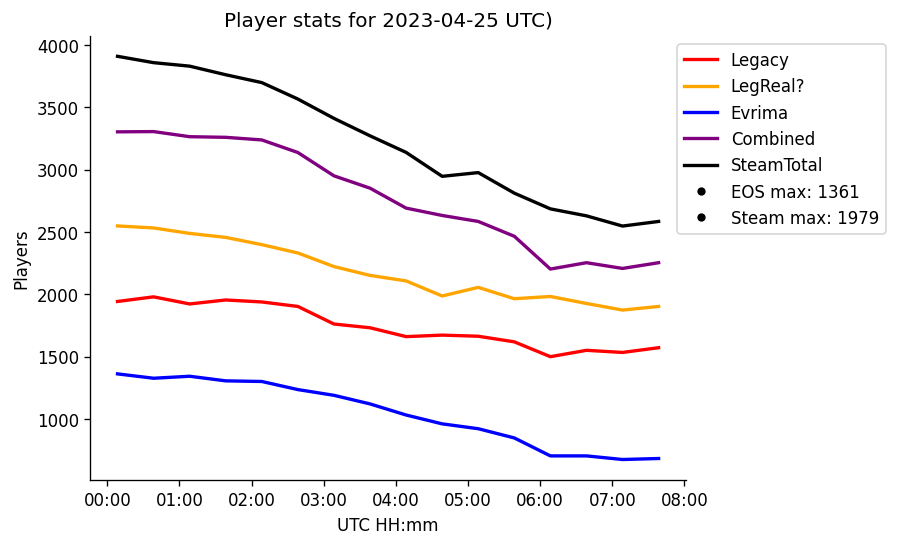 Player stats for 2023-04-25 UTC)
4000
3500
3000
2500
2000
1500
1000
Players
00:00 01:00 02:00 03:00 04:00 05:00 06:00 07:00 08:00
UTC HH:mm
Legacy
LegReal?
Evrima
Combined
SteamTotal
EOS max: 1361
Steam max: 1979